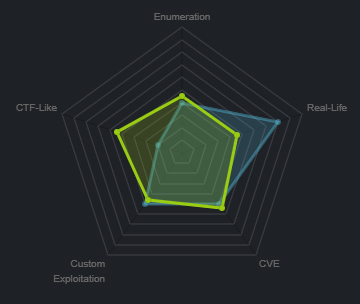 Enumeration
CTF-Like
Real-Life
Custom
Exploitation
CVE